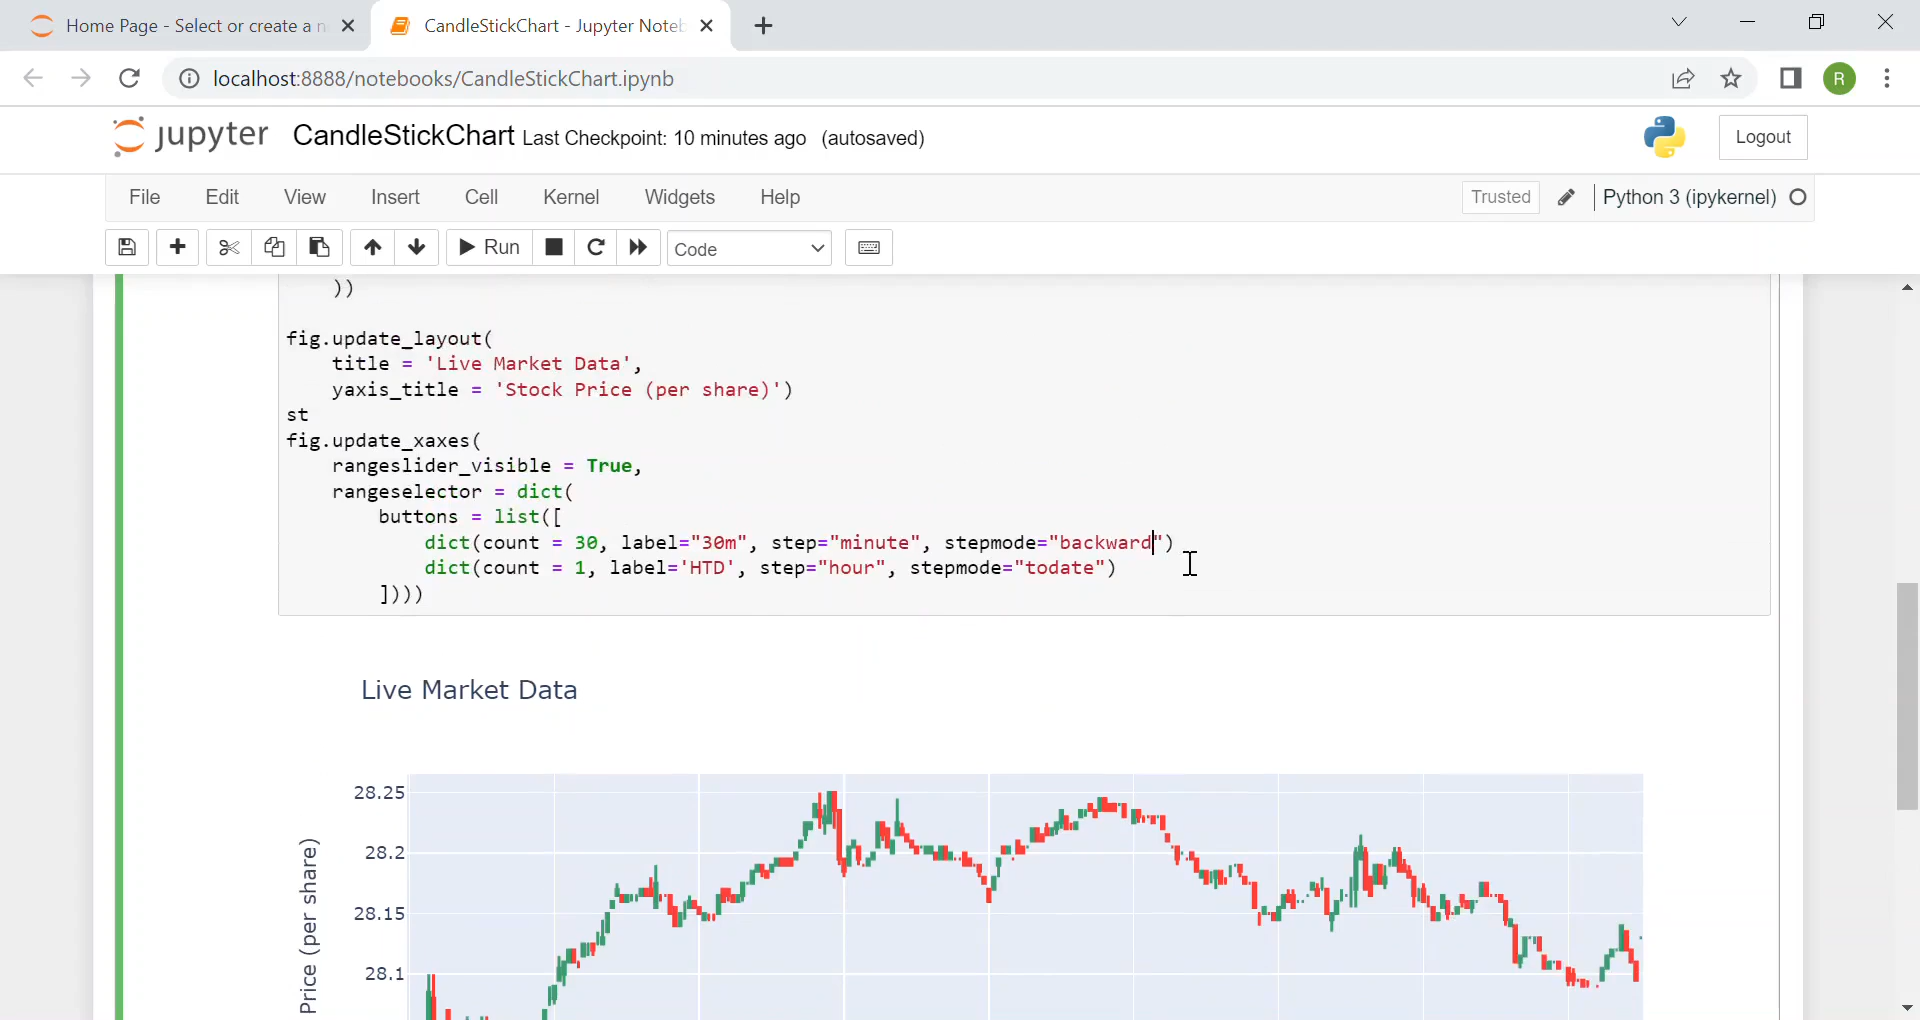 Home Page - Select or create a n
CandleStickChart - Jupyter Noteb
localhost:8888/notebooks/CandleStickChart.ipynb
R
jupyter CandleStickChart Last Checkpoint: 10 minutes ago (autosaved)
Logout
File Edit View Insert Cell Kernel Widgets Help
Trusted Python 3 (ipykernel)
Run Code
))
fig.update_layout(
title = 'Live Market Data',
yaxis_title = 'Stock Price (per share)')
st
fig.update_xaxes(
rangeslider_visible = True,
rangeselector = dict(
buttons = list([
dict(count = 30, label="30m", step="minute", stepmode="backward")
dict(count = 1, label='HTD', step="hour", stepmode="todate")
])))
Live Market Data
28.25
28.2
28.15
28.1
Price (per share)